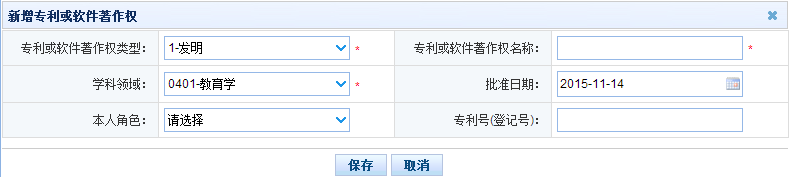 新增专利或软件著作权 ×
专利或软件著作权类型： 1-发明 * 专利或软件著作权名称： *
学科领域： 0401-教育学 * 批准日期： 2015-11-14
本人角色： 请选择 专利号(登记号)：
保存 取消